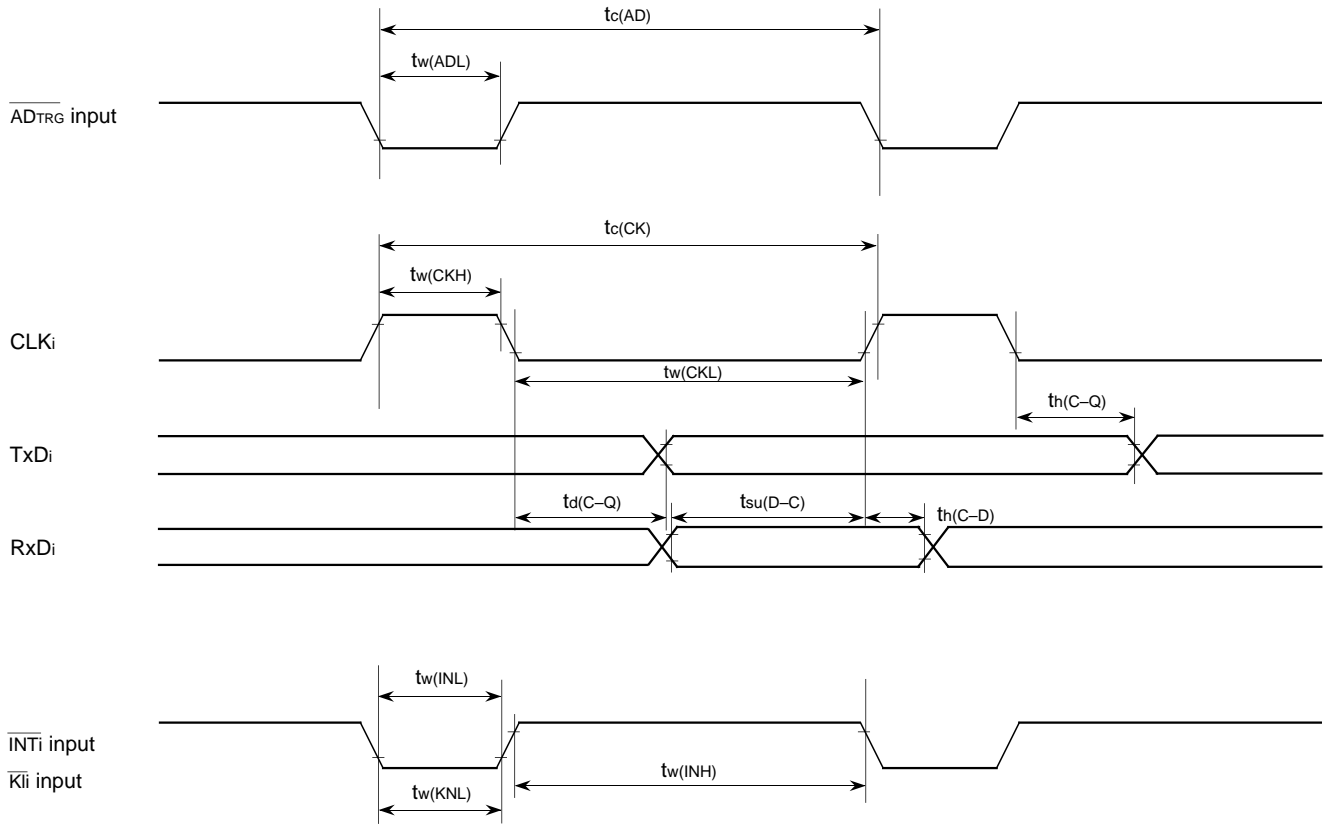 tc(AD)
tw(ADL)
ADTRG input
tc(CK)
tw(CKH)
CLKi
tw(CKL)
th(C–Q)
TxDi
td(C–Q)
tsu(D–C)
th(C–D)
RxDi
tw(INL)
INTi input
KIi input
tw(INH)
tw(KNL)